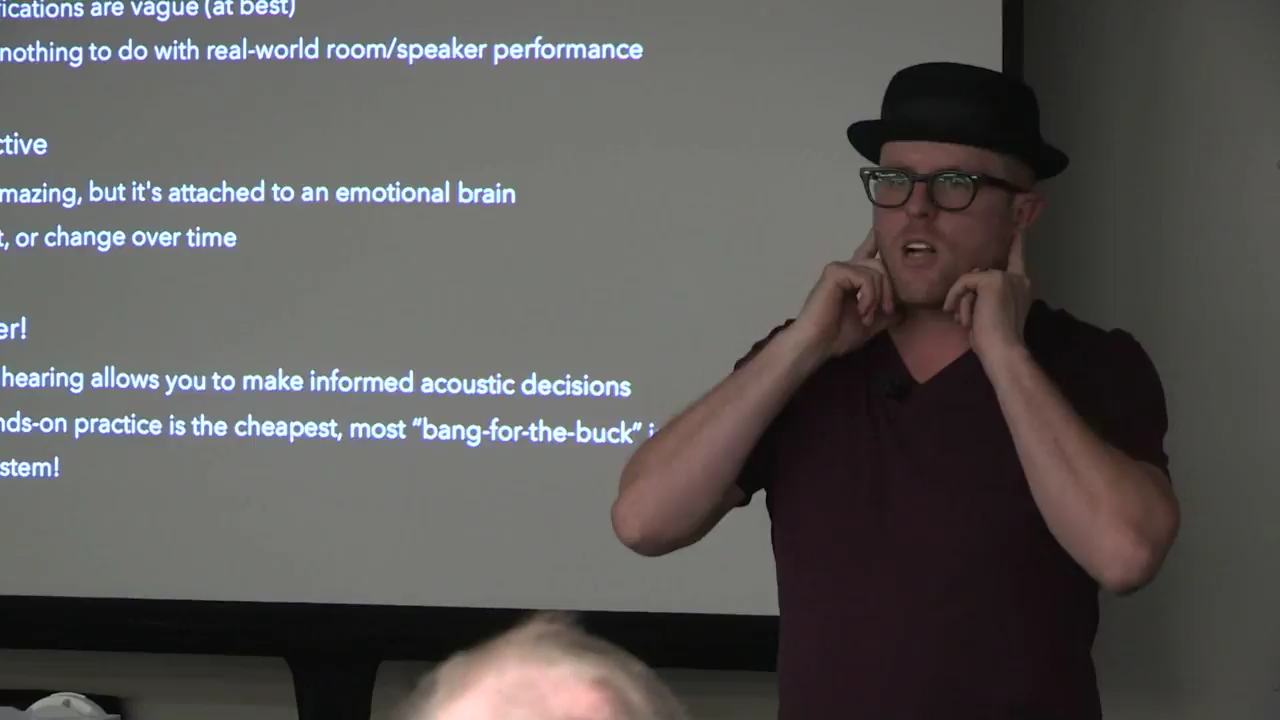 ications are vague (at best)
nothing to do with real-world room/speaker performance
ctive
mazing, but it's attached to an emotional brain
t, or change over time
er!
hearing allows you to make informed acoustic decisions
nds-on practice is the cheapest, most “bang-for-the-buck”
stem!